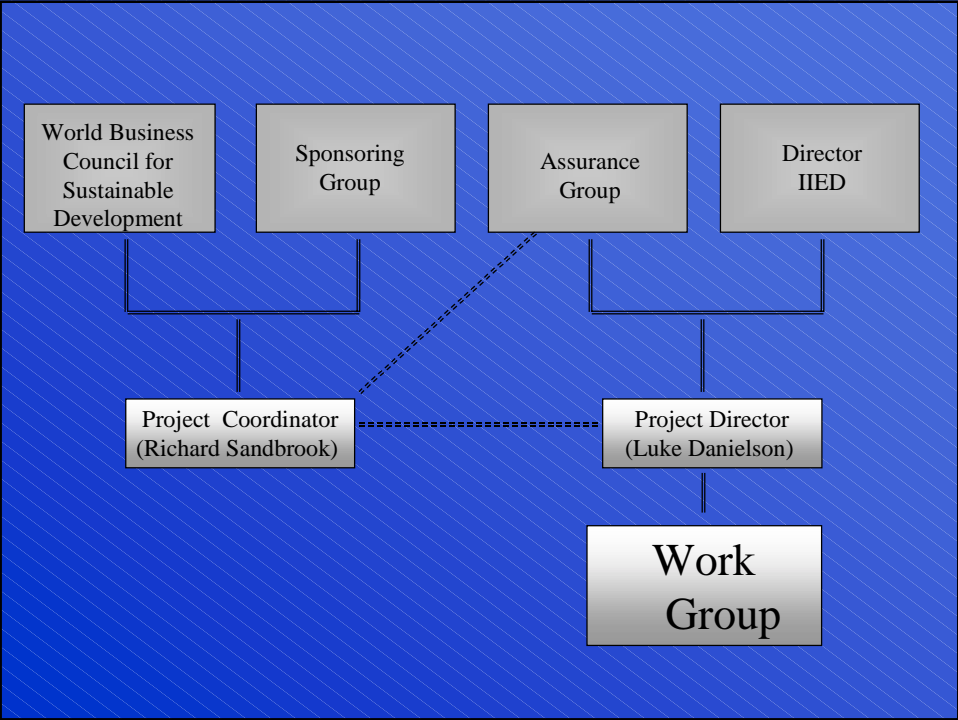 World Business
Council for
Sustainable
Development
Sponsoring
Group
Assurance
Group
Director
IIED
Project Coordinator
(Richard Sandbrook)
Project Director
(Luke Danielson)
Work
Group